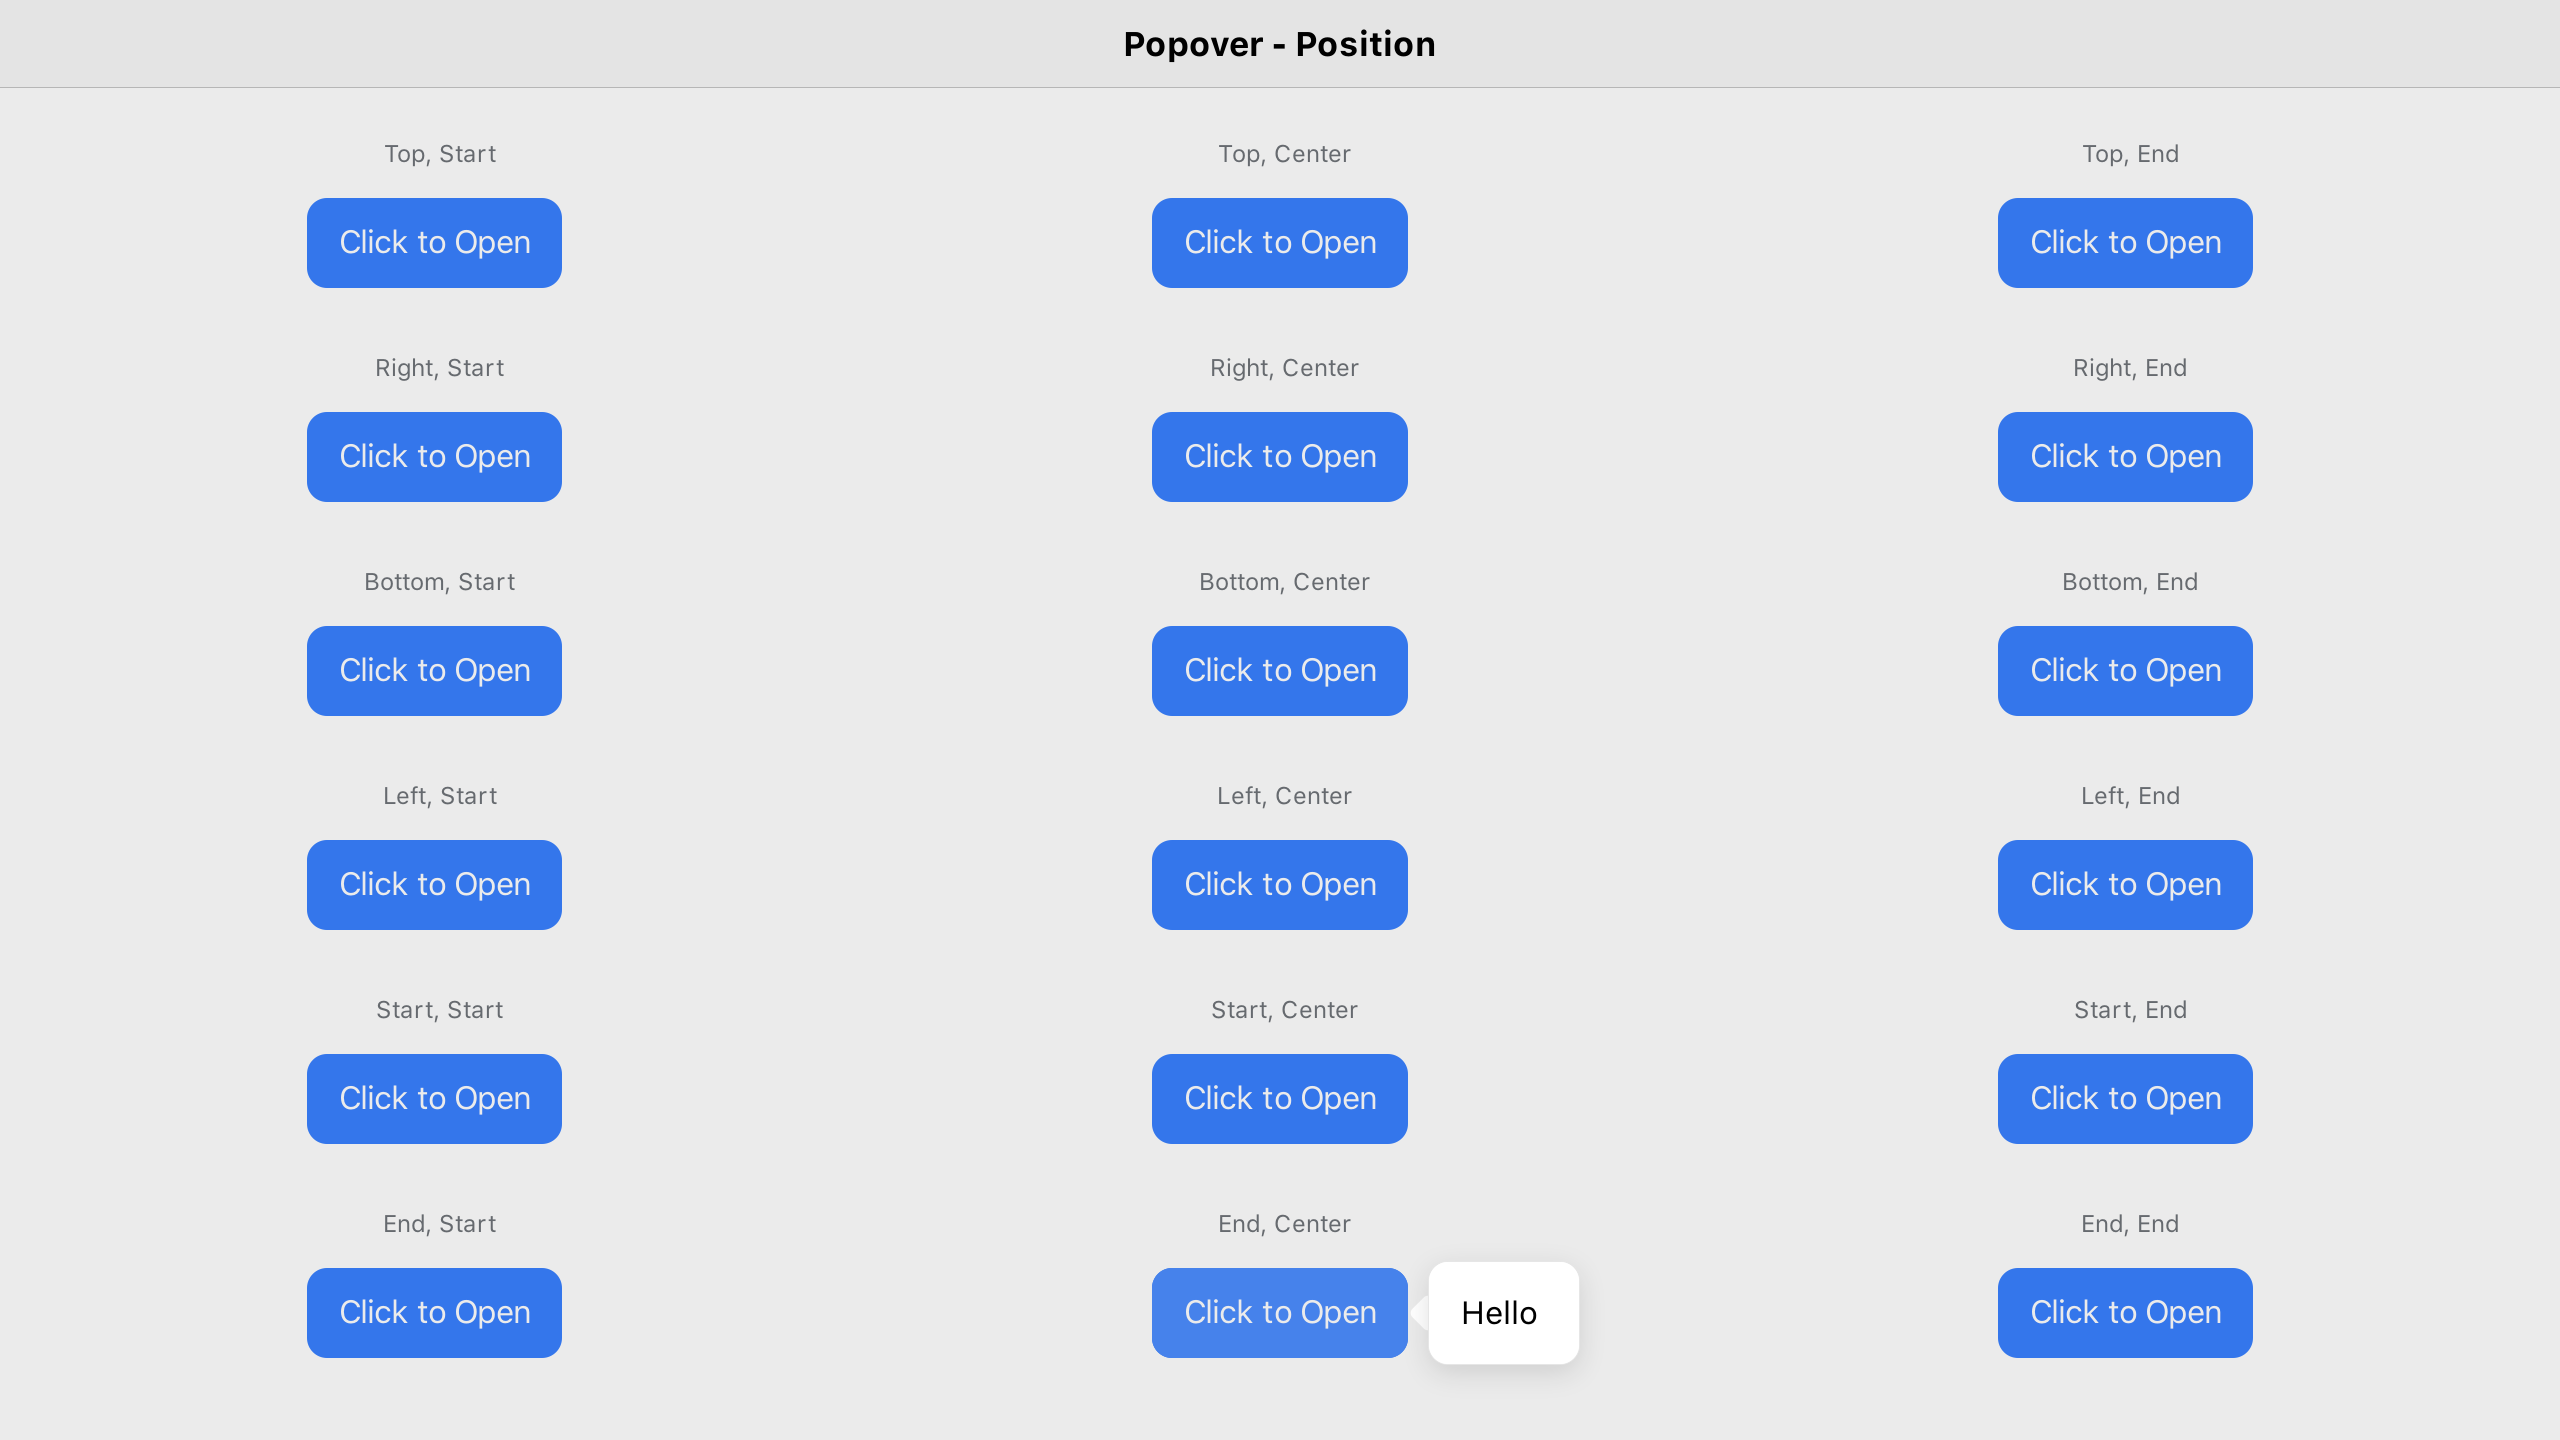 Popover - Position
Top, Start
Top, Center
Top, End
Click to Open
Click to Open
Click to Open
Right, Start
Right, Center
Right, End
Click to Open
Click to Open
Click to Open
Bottom, Start
Bottom, Center
Bottom, End
Click to Open
Click to Open
Click to Open
Left, Start
Left, Center
Left, End
Click to Open
Click to Open
Click to Open
Start, Start
Start, Center
Start, End
Click to Open
Click to Open
Click to Open
End, Start
End, Center
End, End
Click to Open
Click to Open
Hello
Click to Open